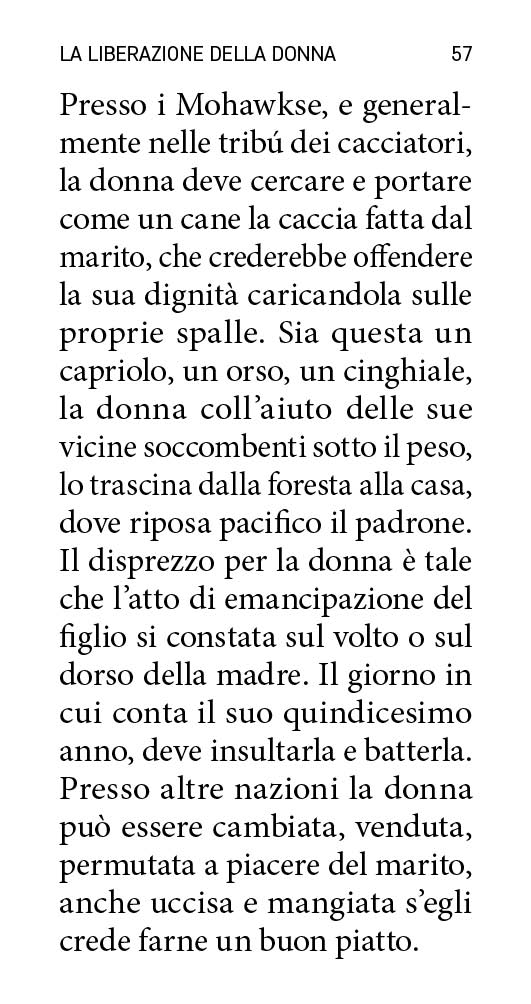 LA LIBERAZIONE DELLA DONNA 57
Presso i Mohawkse, e general-
mente nelle tribú dei cacciatori,
la donna deve cercare e portare
come un cane la caccia fatta dal
marito, che crederebbe offendere
la sua dignità caricandola sulle
proprie spalle. Sia questa un
capriolo, un orso, un cinghiale,
la donna coll’aiuto delle sue
vicine soccombenti sotto il peso,
lo trascina dalla foresta alla casa,
dove riposa pacifico il padrone.
Il disprezzo per la donna è tale
che l’atto di emancipazione del
figlio si constata sul volto o sul
dorso della madre. Il giorno in
cui conta il suo quindicesimo
anno, deve insultarla e batterla.
Presso altre nazioni la donna
può essere cambiata, venduta,
permutata a piacere del marito,
anche uccisa e mangiata s’egli
crede farne un buon piatto.